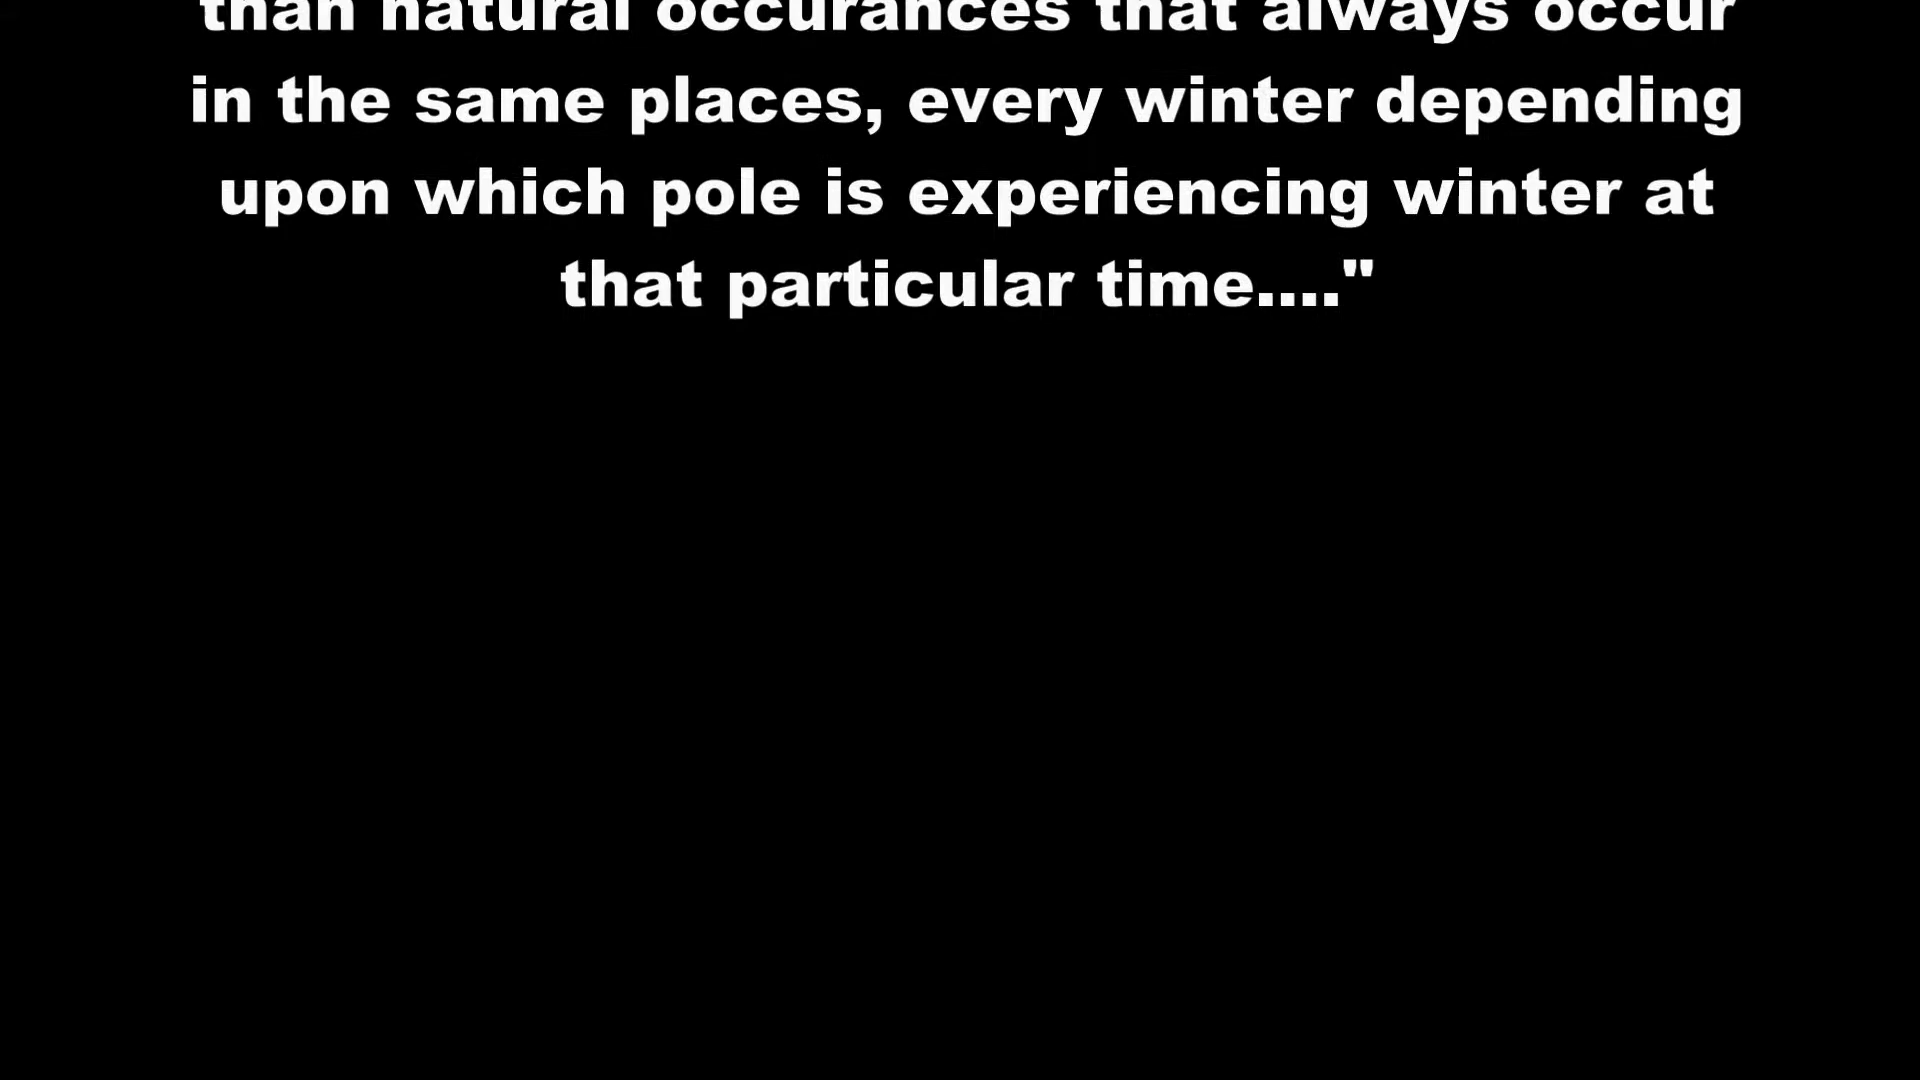 than natural occurances that always occur
in the same places, every winter depending
upon which pole is experiencing winter at
that particular time...."